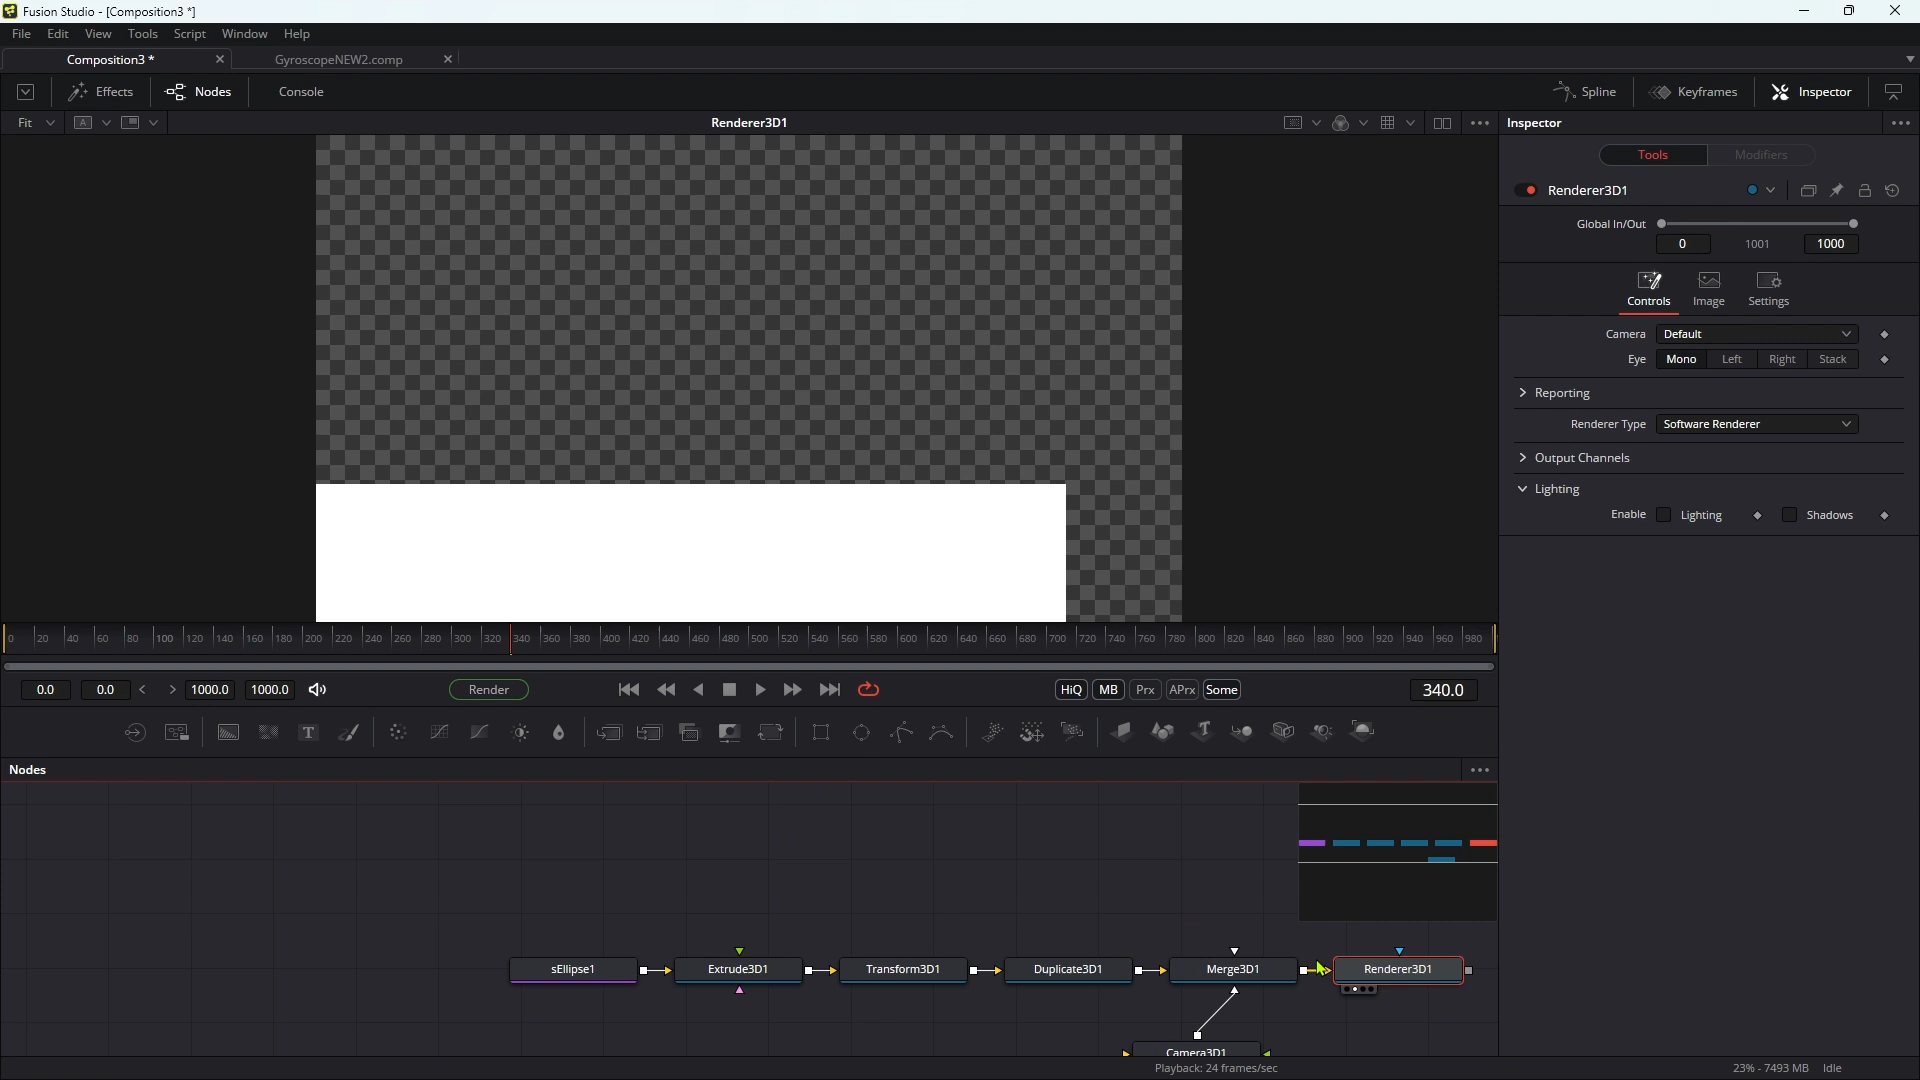 Fusion Studio - [Composition3 *]
File Edit View Tools Script Window Help
Composition3 * GyroscopeNEW2.comp
Effects Nodes Console Spline Keyframes Inspector
Fit A Renderer3D1 Inspector
Tools Modifiers
Renderer3D1
Global In/Out
0 1001 1000
Controls Image Settings
Camera Default
Eye Mono Left Right Stack
Reporting
Renderer Type Software Renderer
Output Channels
Lighting
Enable Lighting Shadows
0 20 40 60 80 100 120 140 160 180 200 220 240 260 280 300 320 340 360 380 400 420 440 460 480 500 520 540 560 580 600 620 640 660 680 700 720 740 760 780 800 820 840 860 880 900 920 940 960 980
0.0 0.0 < > 1000.0 1000.0 Render HiQ MB Prx APrx Some 340.0
T T
Nodes
sEllipse1 Extrude3D1 Transform3D1 Duplicate3D1 Merge3D1 Renderer3D1
Camera3D1
Playback: 24 frames/sec 23% - 7493 MB Idle